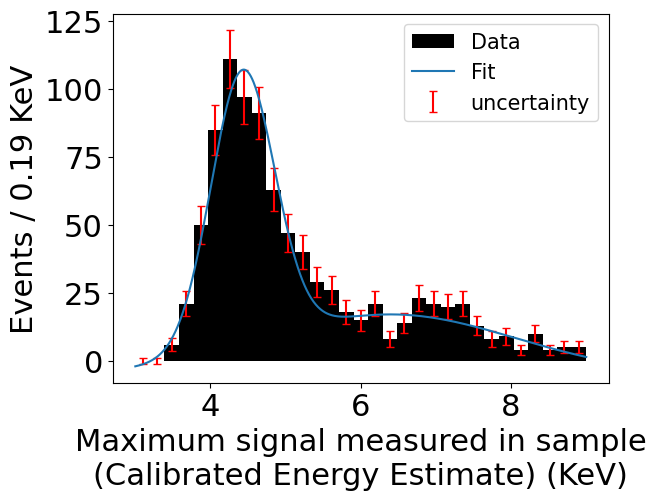 125
100
75
50
25
0
Events / 0.19 KeV
Data
Fit
uncertainty
4 6 8
Maximum signal measured in sample
(Calibrated Energy Estimate) (KeV)